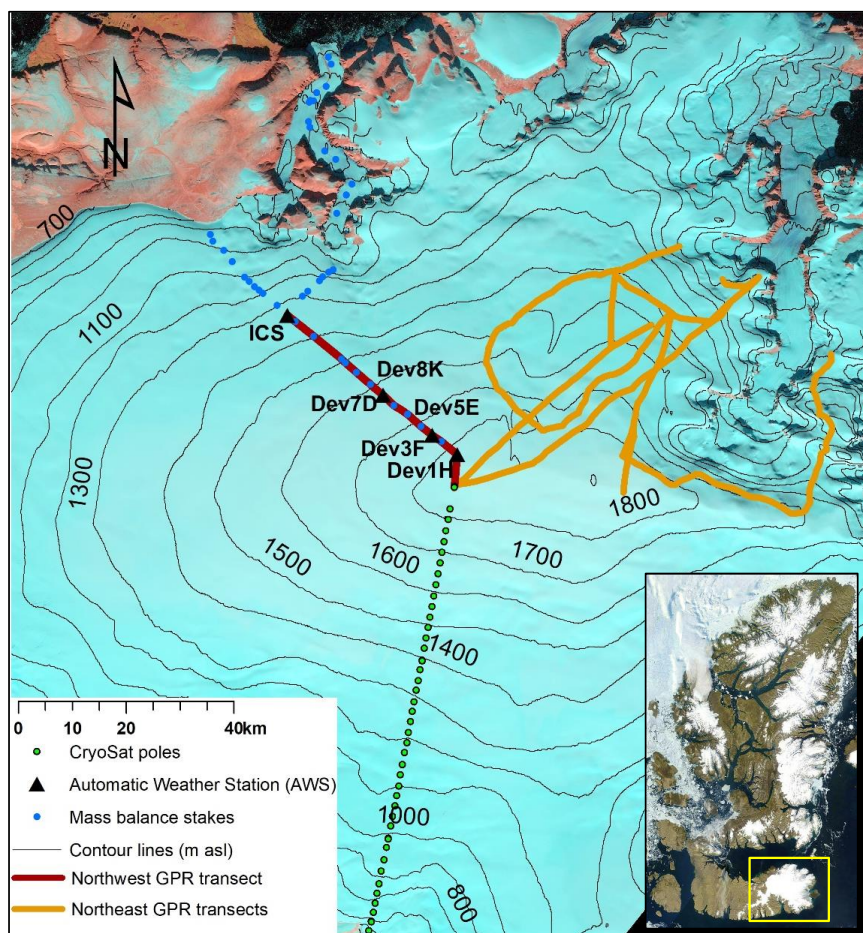 N
700
1100
ICS
Dev8K
Dev7D
Dev5E
Dev3F
Dev1H
1300
1800
1500
1600
1700
1400
0 10 20 40km
CryoSat poles
Automatic Weather Station (AWS)
Mass balance stakes
Contour lines (m asl)
Northwest GPR transect
Northeast GPR transects
1000
800